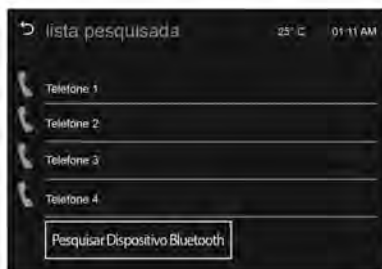 lista pesquisada 25° C 01:11 AM
Telefone 1
Telefone 2
Telefone 3
Telefone 4
Pesquisar Dispositivo Bluetooth